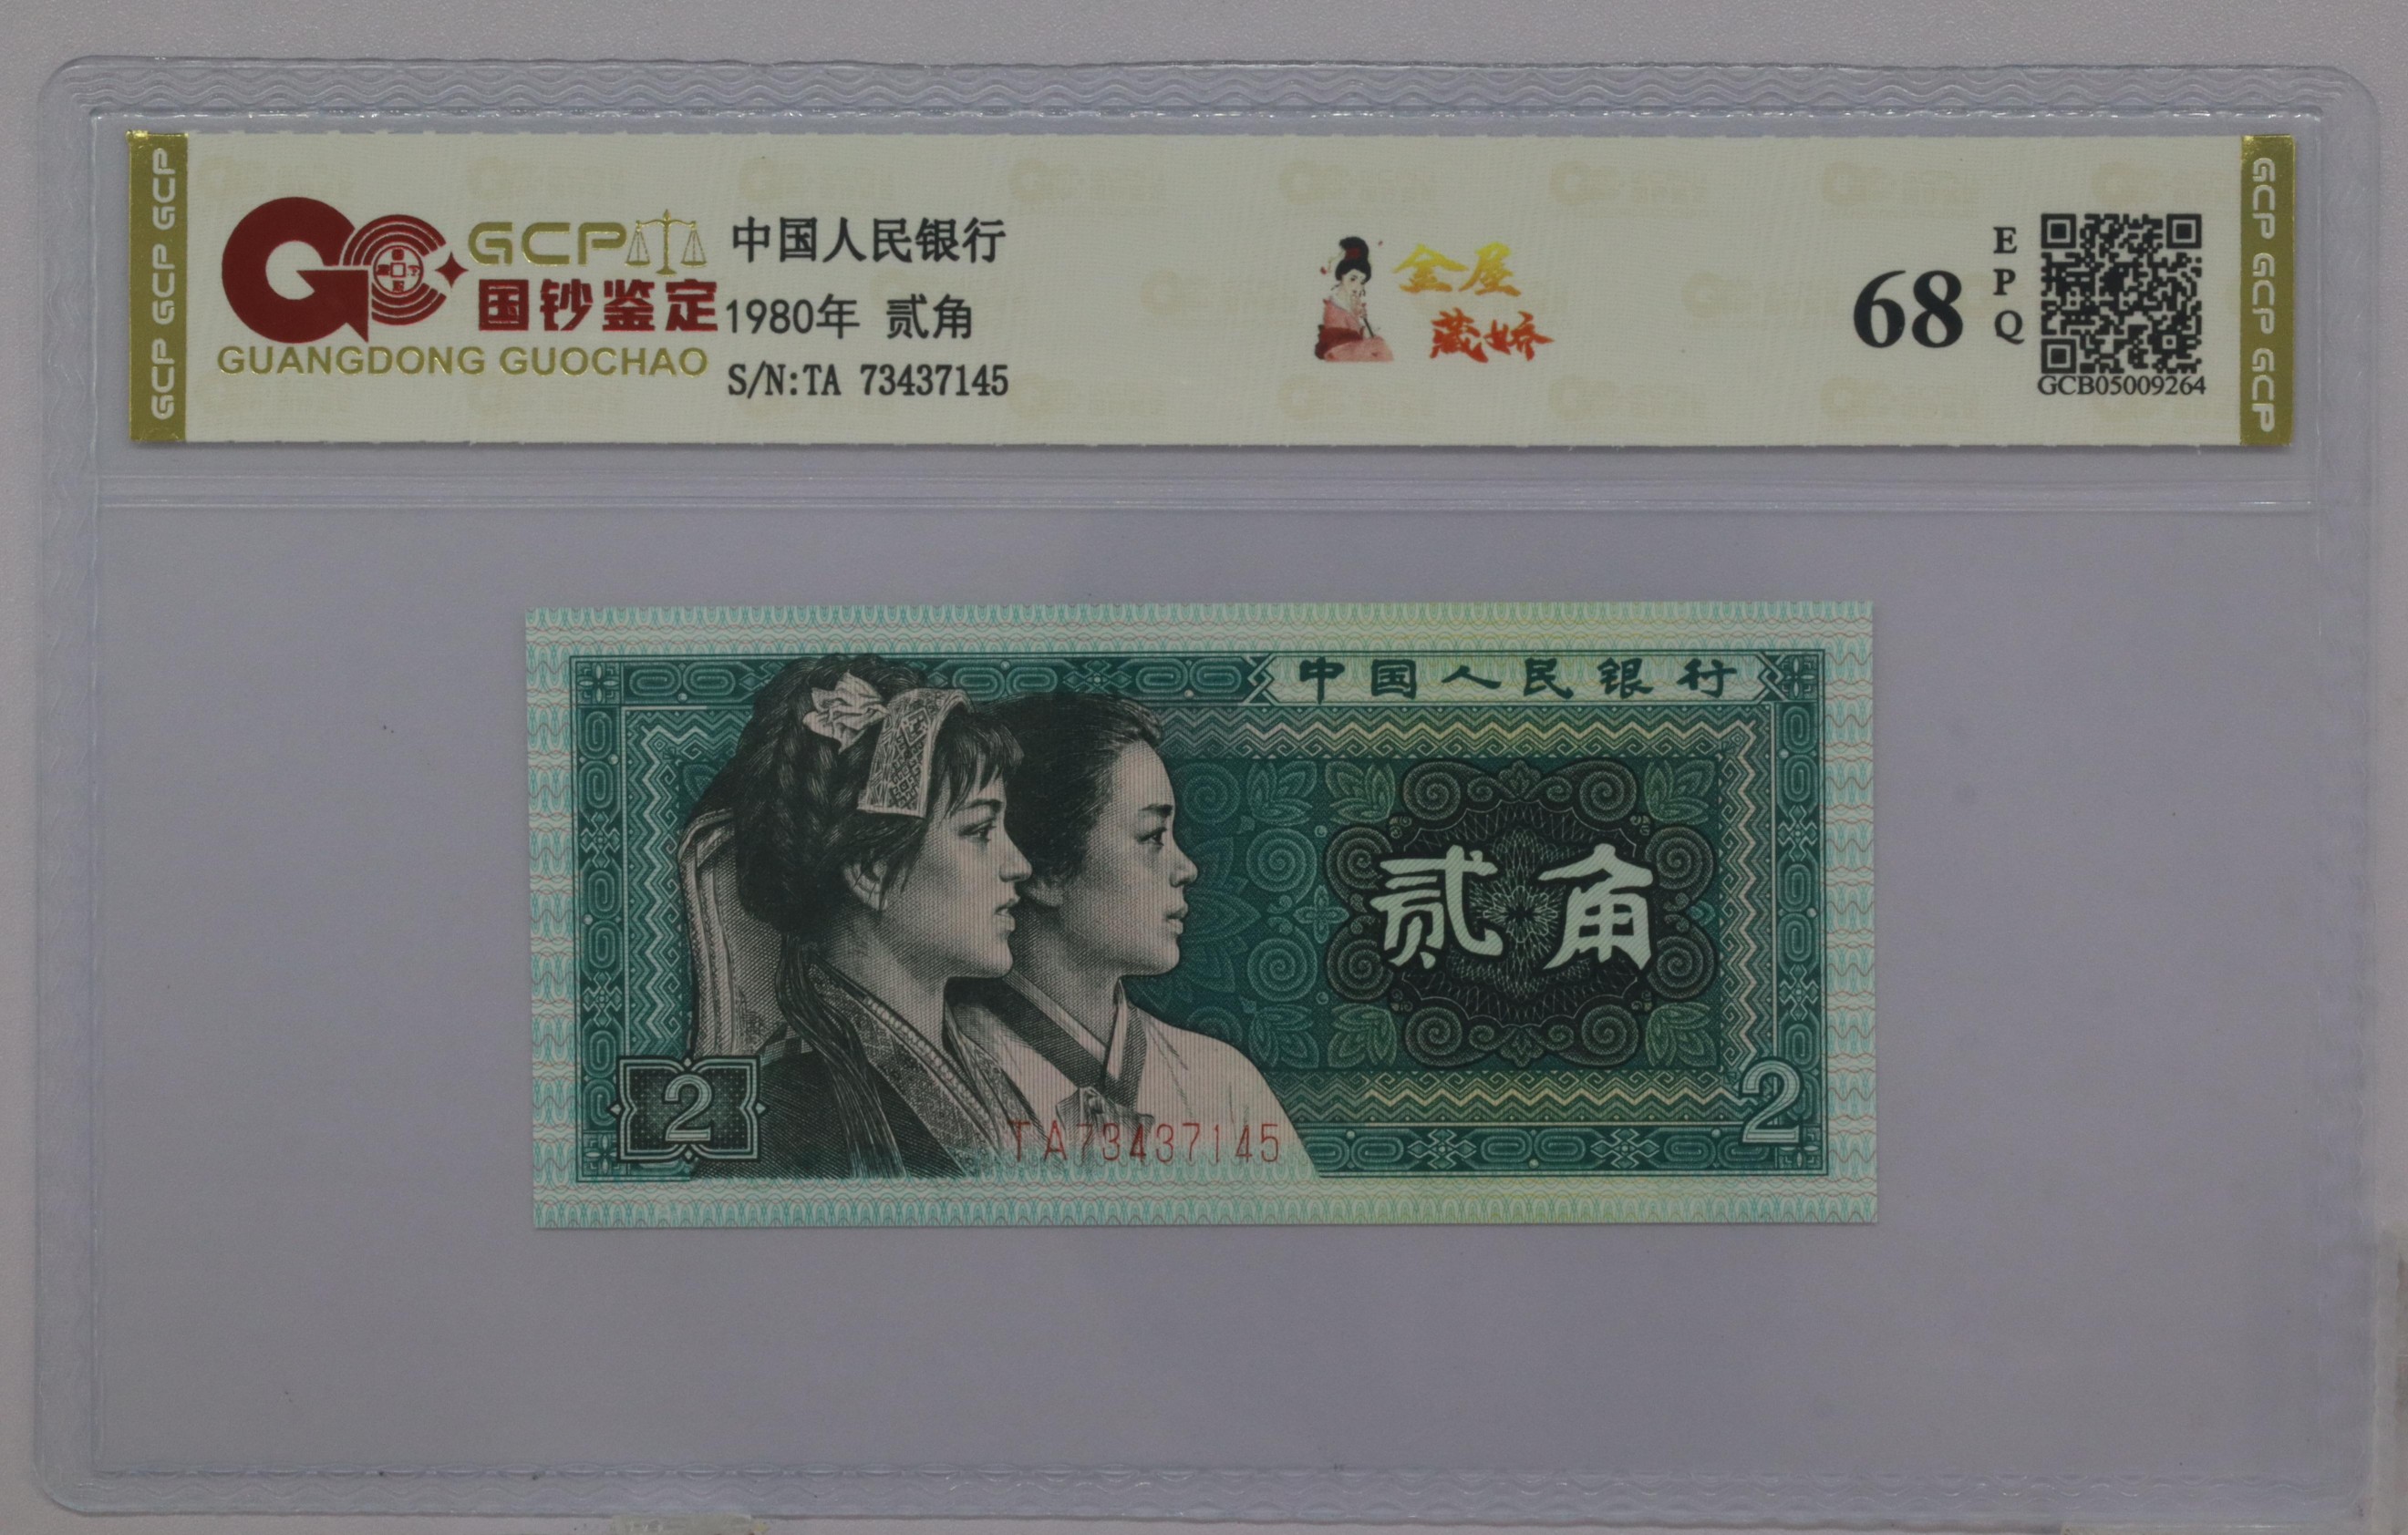 GCP GCP GCP
GCP
国钞鉴定
GUANGDONG GUOCHAO
中国人民银行
1980年 贰角
S/N:TA 73437145
金屋
藏娇
68
EPQ
GCB05009264
GCP GCP GCP
中国人民银行
贰角
2
TA73437145
2